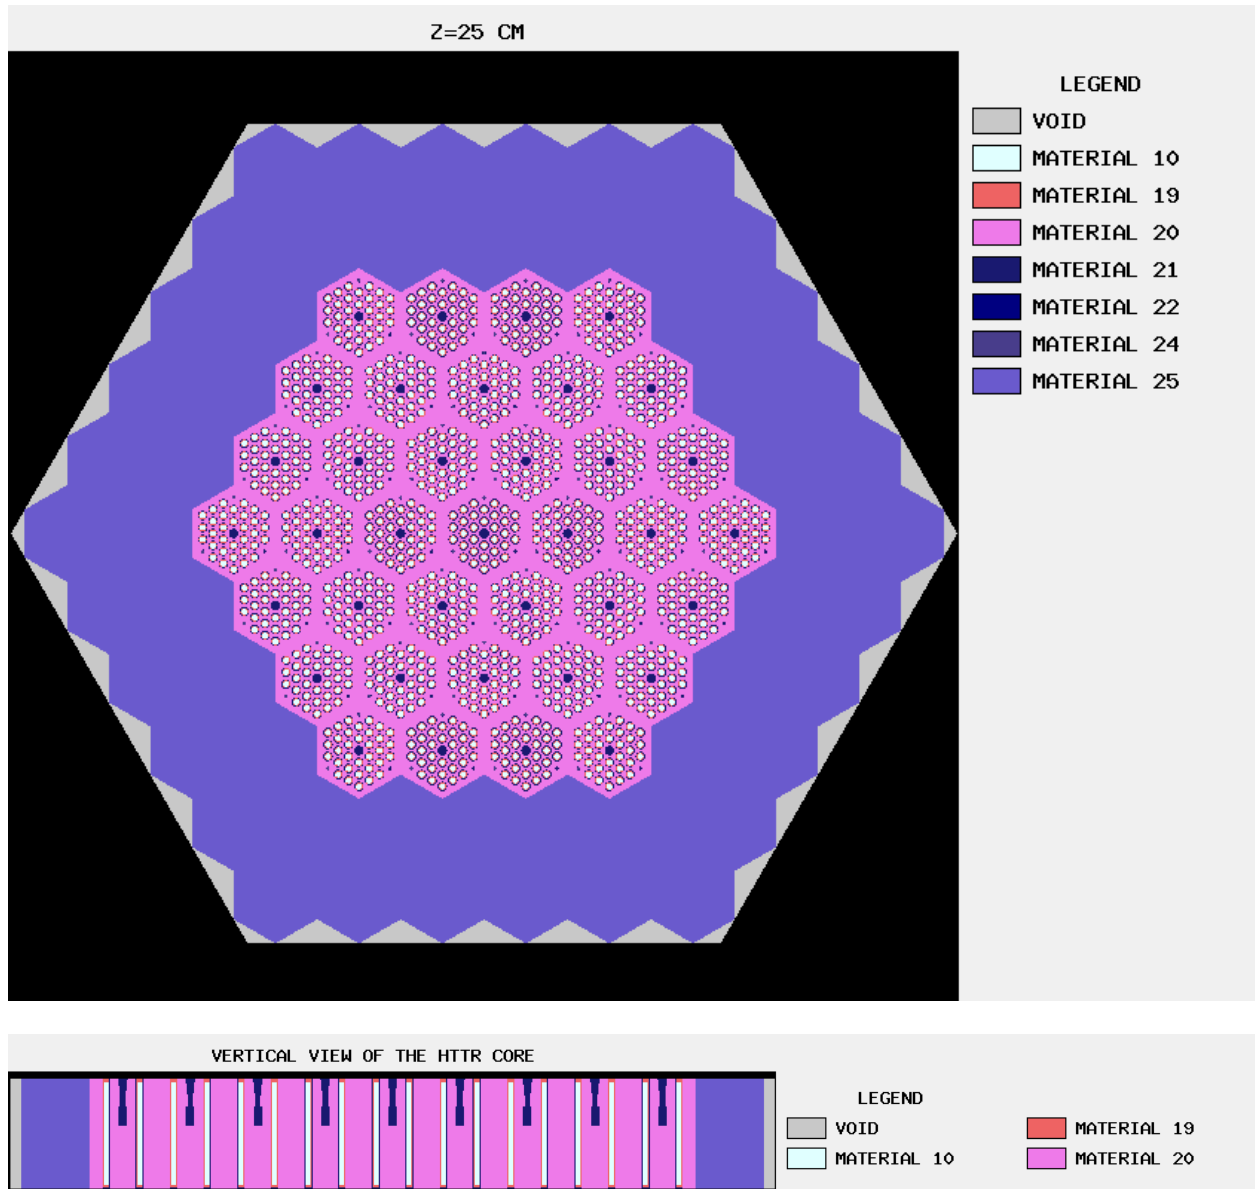 Z=25 CM
LEGEND
VOID
MATERIAL 10
MATERIAL 19
MATERIAL 20
MATERIAL 21
MATERIAL 22
MATERIAL 24
MATERIAL 25
VERTICAL VIEW OF THE HTTR CORE
LEGEND
VOID
MATERIAL 19
MATERIAL 10
MATERIAL 20